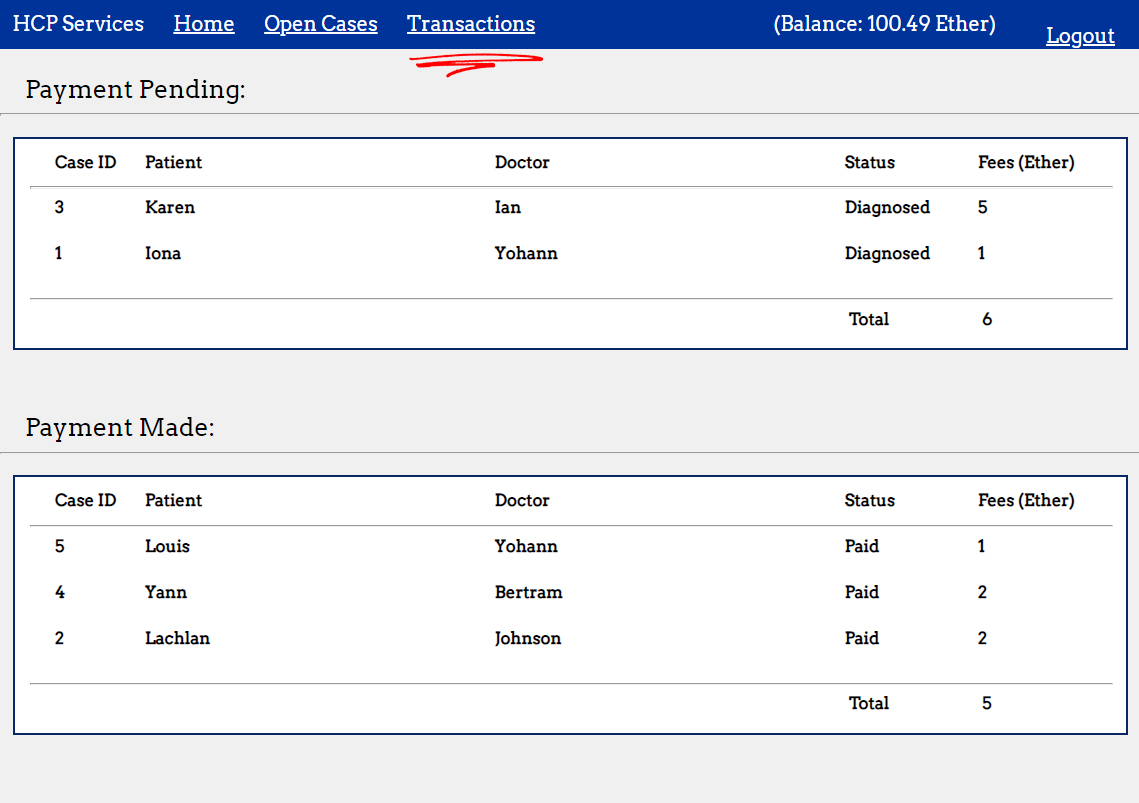 HCP Services Home Open Cases Transactions (Balance: 100.49 Ether) Logout
Payment Pending:
Case ID Patient Doctor Status Fees (Ether)
3 Karen Ian Diagnosed 5
1 Iona Yohann Diagnosed 1
Total 6
Payment Made:
Case ID Patient Doctor Status Fees (Ether)
5 Louis Yohann Paid 1
4 Yann Bertram Paid 2
2 Lachlan Johnson Paid 2
Total 5